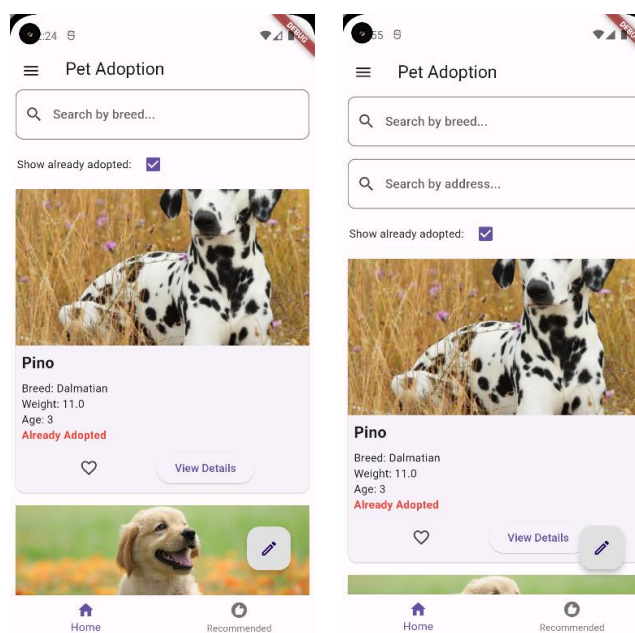 :24
DEBUG
Pet Adoption
Search by breed...
Show already adopted:
Pino
Breed: Dalmatian
Weight: 11.0
Age: 3
Already Adopted
View Details
Home
Recommended
:55
Pet Adoption
Search by breed...
Search by address...
Show already adopted:
Pino
Breed: Dalmatian
Weight: 11.0
Age: 3
Already Adopted
View Details
Home
Recommended